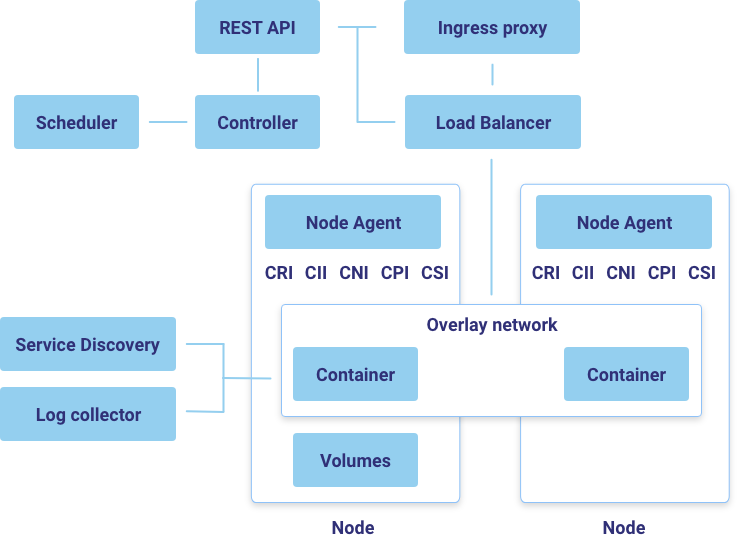 REST API
Ingress proxy
Scheduler
Controller
Load Balancer
Node Agent
Node Agent
CRI CII CNI CPI CSI
CRI CII CNI CPI CSI
Overlay network
Service Discovery
Container
Container
Log collector
Volumes
Node
Node